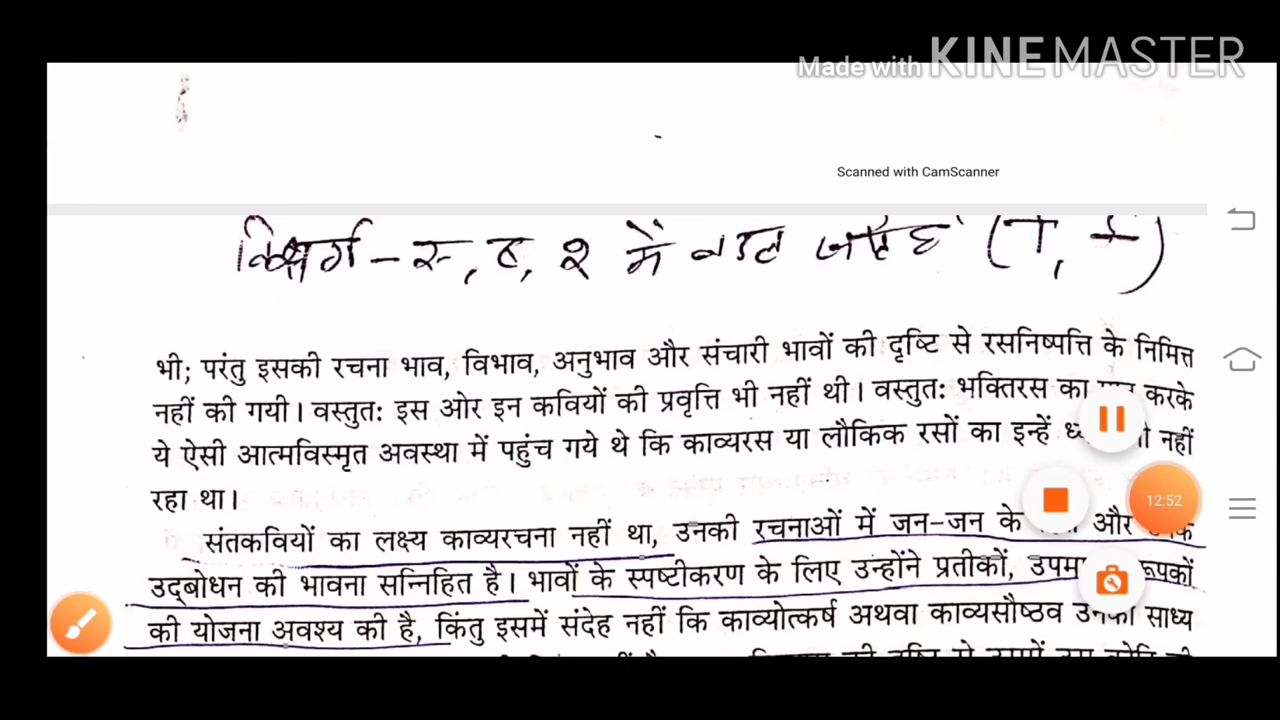 Made with KINEMASTER
Scanned with CamScanner
विसर्ग – स, में बदल
भी; परंतु इसकी रचना भाव, विभाव, अनुभाव और संचारी भावों की दृष्टि से रसनिष्पत्ति के निमित्त
नहीं की गयी। वस्तुत: इस ओर इन कवियों की प्रवृत्ति भी नहीं थी। वस्तुत: भक्तिरस का करके
ये ऐसी आत्मविस्मृत अवस्था में पहुंच गये थे कि काव्यरस या लौकिक रसों का इन्हें नहीं
रहा था।
12:52
संतकवियों का लक्ष्य काव्यरचना नहीं था, उनकी रचनाओं में जन-जन के और
उद्‌बोधन की भावना सन्निहित है। भावों के स्पष्टीकरण के लिए उन्होंने प्रतीकों,
की योजना अवश्य की है, किंतु इसमें संदेह नहीं कि काव्योत्कर्ष अथवा काव्यसौष्ठव उनका साध्य